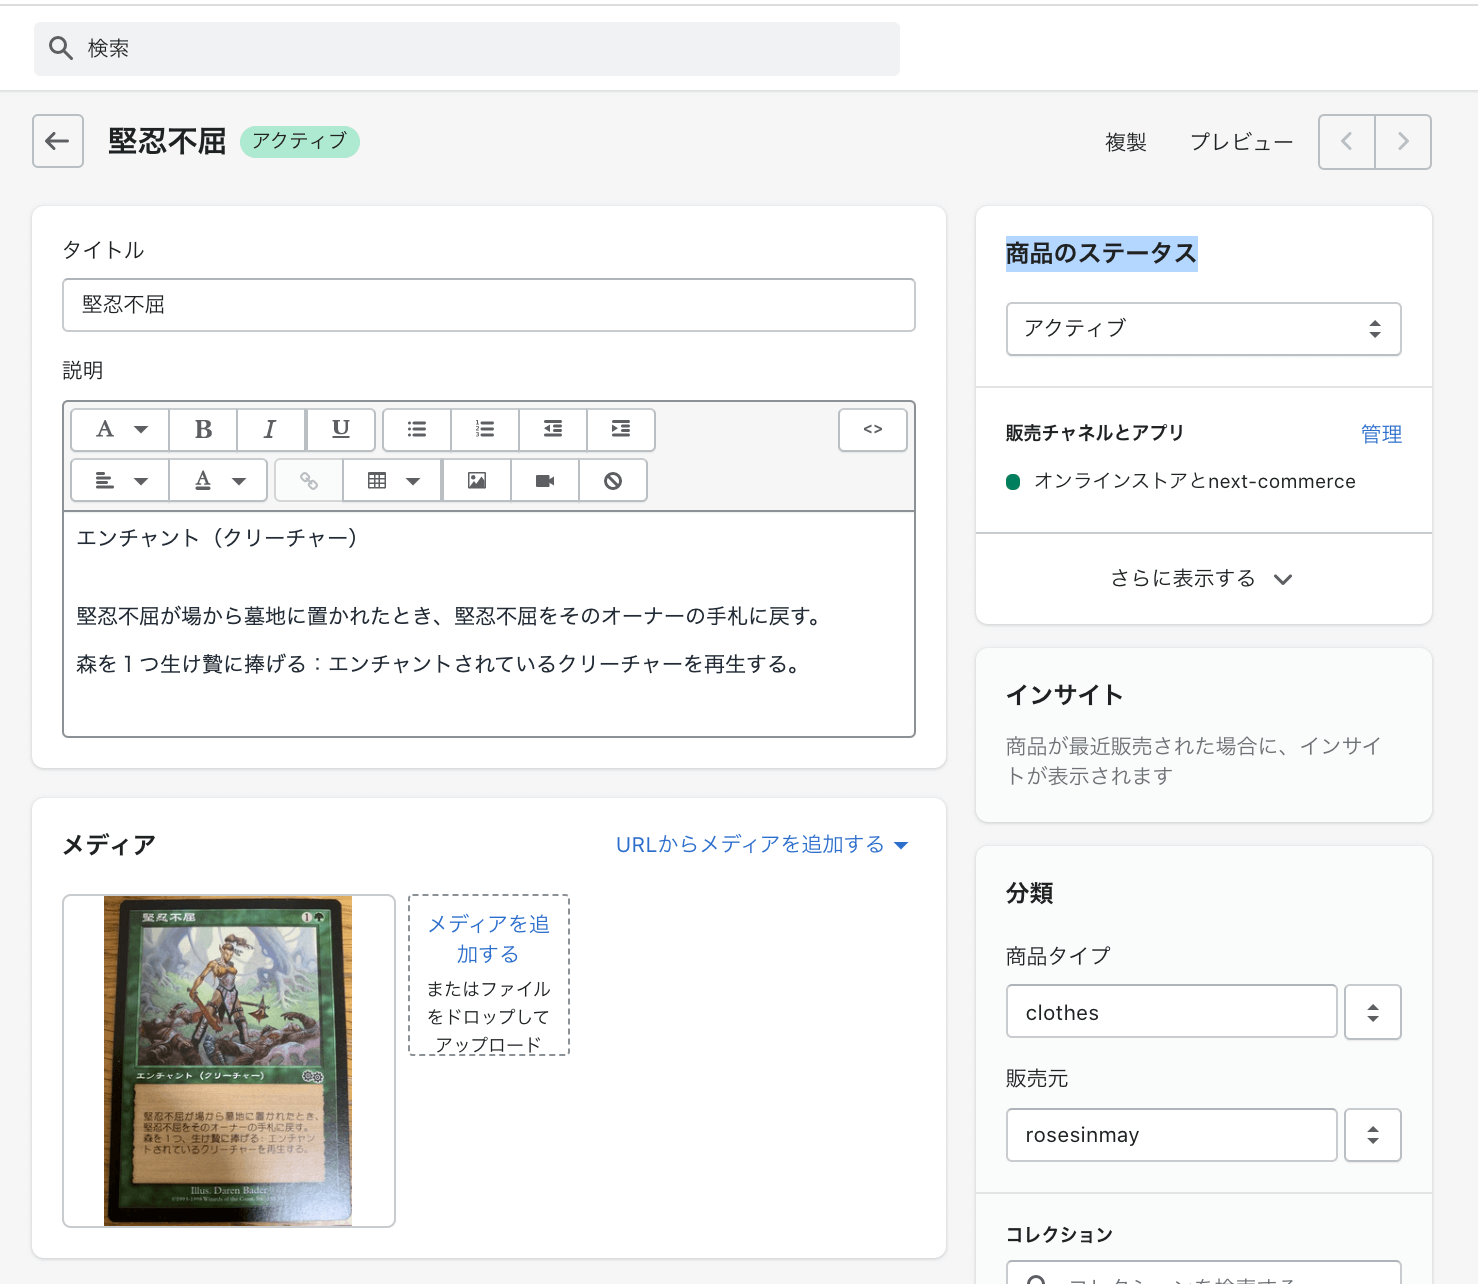 検索
堅忍不屈
アクティブ
複製
プレビュー
タイトル
堅忍不屈
説明
A
B
I
U
<>
A
エンチャント（クリーチャー）
堅忍不屈が場から墓地に置かれたとき、堅忍不屈をそのオーナーの手札に戻す。
森を１つ生け贄に捧げる：エンチャントされているクリーチャーを再生する。
メディア
URLからメディアを追加する
堅忍不屈
1
エンチャント（クリーチャー）
堅忍不屈が場から墓地に置かれたとき、
堅忍不屈をそのオーナーの手札に戻す。
森を１つ、生け贄に捧げる：エンチャン
トされているクリーチャーを再生する。
Illus. Daren Bader
メディアを追
加する
またはファイル
をドロップして
アップロード
商品のステータス
アクティブ
販売チャネルとアプリ
管理
オンラインストアとnext-commerce
さらに表示する
インサイト
商品が最近販売された場合に、インサイ
トが表示されます
分類
商品タイプ
clothes
販売元
rosesinmay
コレクション